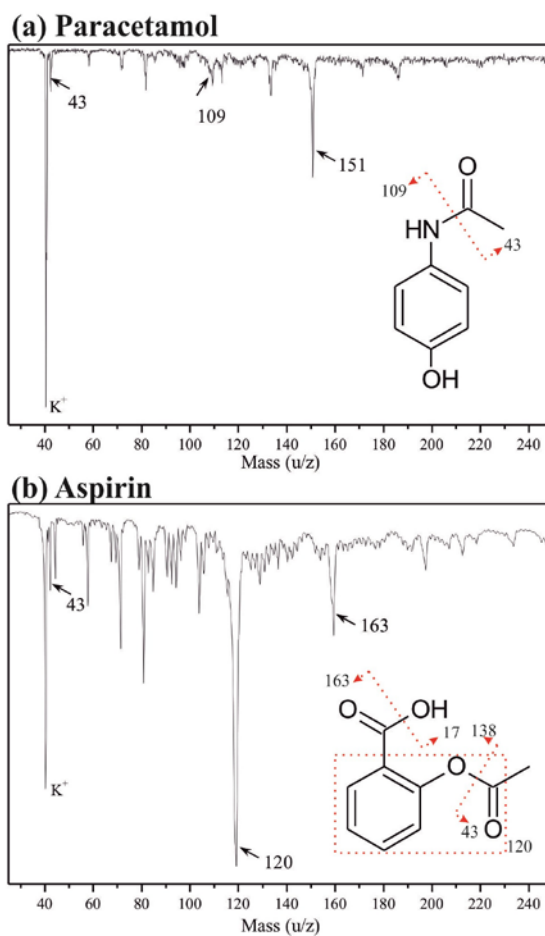 (a) Paracetamol
43
109
151
O
109
HN
43
OH
K+
40 60 80 100 120 140 160 180 200 220 240
Mass (u/z)
(b) Aspirin
43
163
163
O
OH
17
138
O
43
O
120
K+
120
40 60 80 100 120 140 160 180 200 220 240
Mass (u/z)